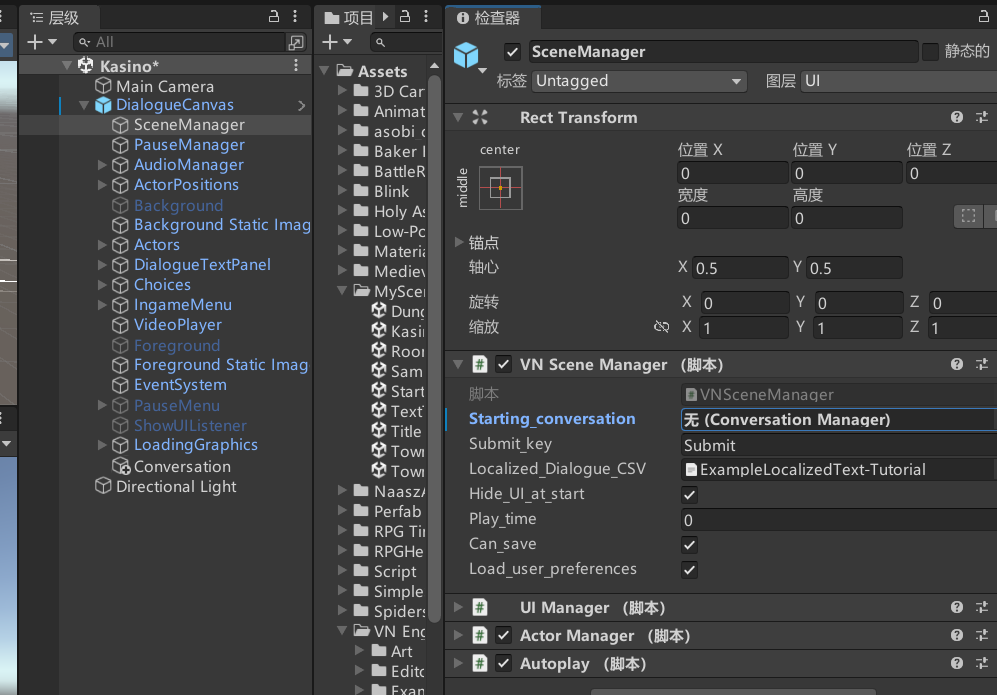 层级
All
Kasino*
Main Camera
DialogueCanvas
SceneManager
PauseManager
AudioManager
ActorPositions
Background
Background Static Imag
Actors
DialogueTextPanel
Choices
IngameMenu
VideoPlayer
Foreground
Foreground Static Imag
EventSystem
PauseMenu
ShowUIListener
LoadingGraphics
Conversation
Directional Light
项目
Assets
3D Car
Animat
asobi c
Baker H
BattleR
Blink
Holy As
Low-Po
Materia
Mediev
MyScen
Dung
Kasin
Roor
Sam
Start
Text
Title
Town
Town
NaaszA
Perfab
RPG Tin
RPGHe
Script
Simple
Spiders
VN Eng
Art
Edito
Exan
检查器
SceneManager
静态的
标签 Untagged 图层 UI
Rect Transform
center
middle
位置 X 位置 Y 位置 Z
0 0 0
宽度 高度
0 0
锚点
轴心 X 0.5 Y 0.5
旋转 X 0 Y 0 Z 0
缩放 X 1 Y 1 Z 1
# VN Scene Manager （脚本）
脚本 VNSceneManager
Starting_conversation 无 (Conversation Manager)
Submit_key Submit
Localized_Dialogue_CSV ExampleLocalizedText-Tutorial
Hide_UI_at_start
Play_time 0
Can_save
Load_user_preferences
# UI Manager （脚本）
# Actor Manager （脚本）
# Autoplay （脚本）